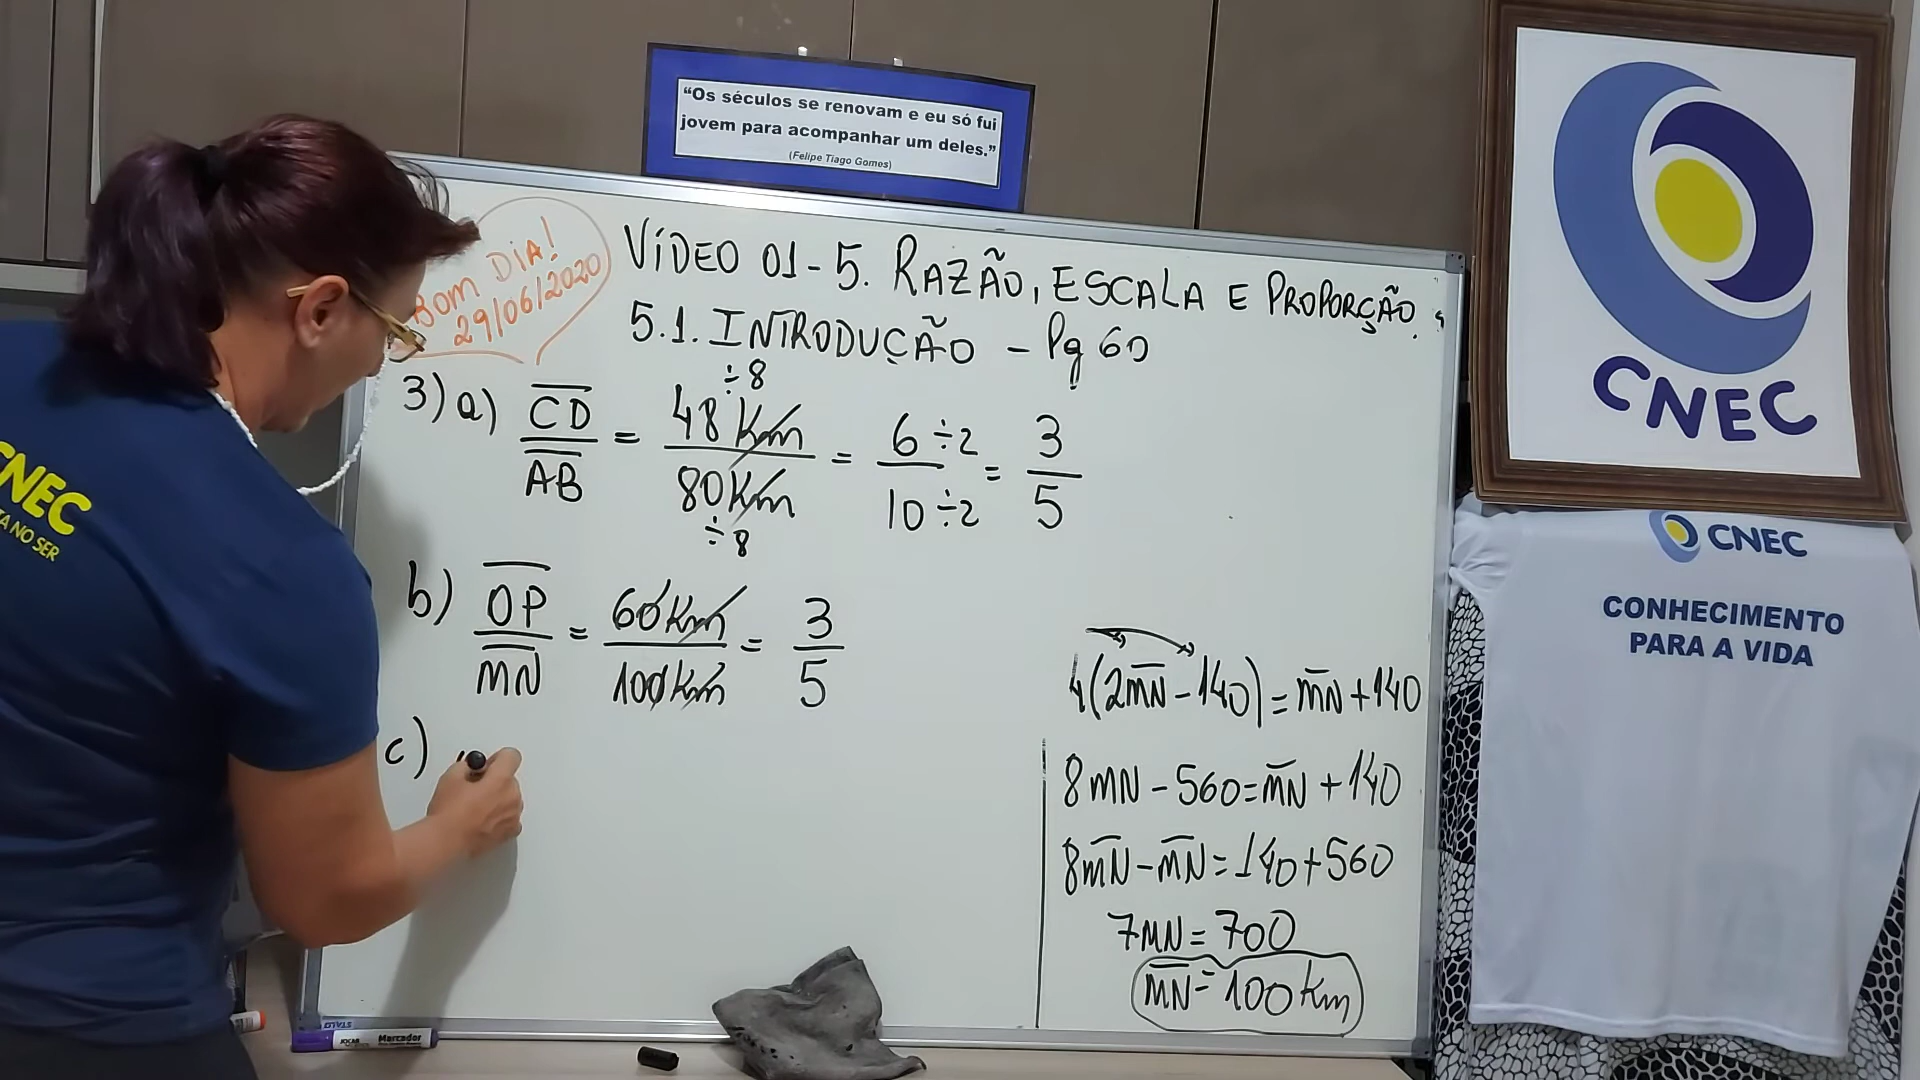 “Os séculos se renovam e eu só fui
jovem para acompanhar um deles.”
(Felipe Tiago Gomes)
BOM DIA!
29/06/2020
VÍDEO 01 - 5. RAZÃO, ESCALA E PROPORÇÃO.
5.1. INTRODUÇÃO - Pg 60
3) a) CD/AB = 48 Km ÷8 / 80 Km ÷8 = 6 ÷2 / 10 ÷2 = 3/5
b) OP/MN = 60 Km / 100 Km = 3/5
c)
4(2MN - 140) = MN + 140
8MN - 560 = MN + 140
8MN - MN = 140 + 560
7MN = 700
MN = 100 Km
CNEC
CNEC
CONHECIMENTO
PARA A VIDA
CNEC
TA NO SER
Marcador